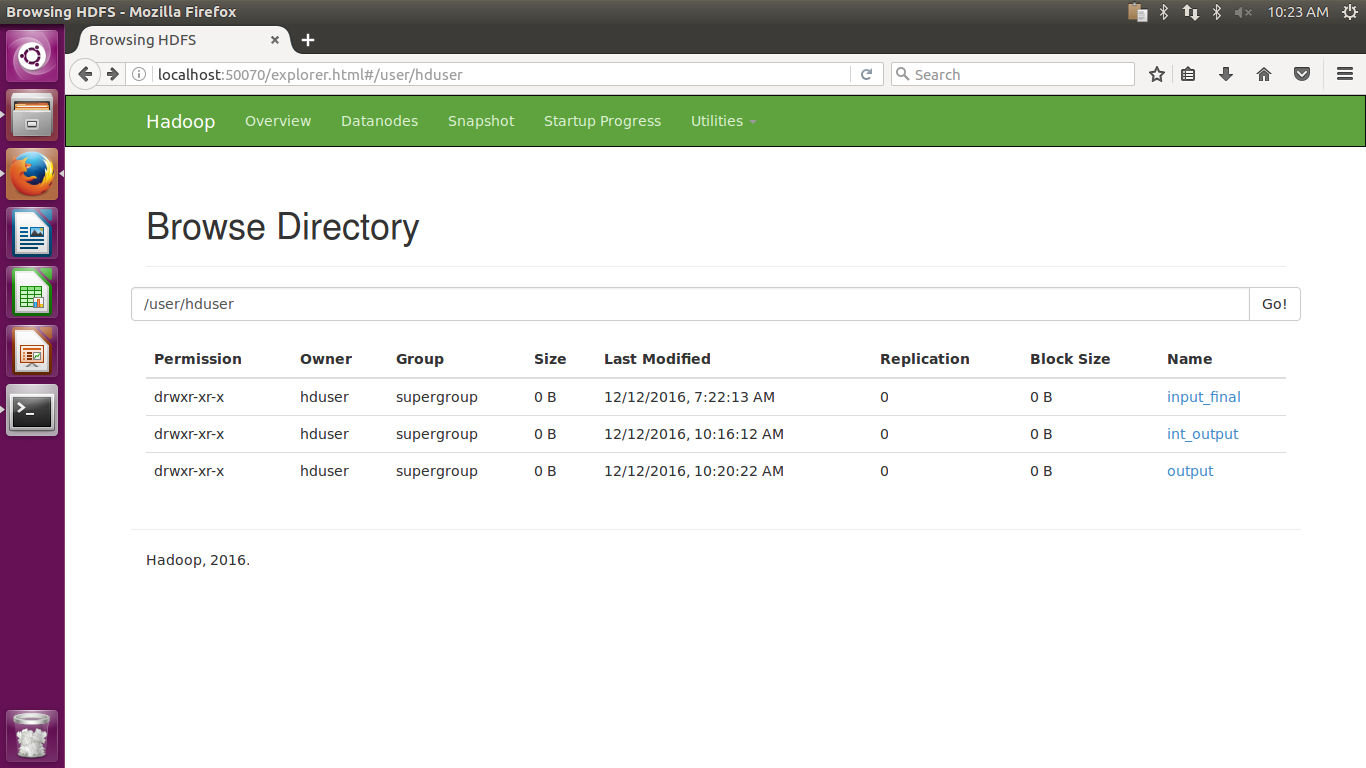 Browsing HDFS - Mozilla Firefox 10:23 AM
Browsing HDFS × +
localhost:50070/explorer.html#/user/hduser Search
Hadoop Overview Datanodes Snapshot Startup Progress Utilities
Browse Directory
/user/hduser Go!
Permission Owner Group Size Last Modified Replication Block Size Name
drwxr-xr-x hduser supergroup 0 B 12/12/2016, 7:22:13 AM 0 0 B input_final
drwxr-xr-x hduser supergroup 0 B 12/12/2016, 10:16:12 AM 0 0 B int_output
drwxr-xr-x hduser supergroup 0 B 12/12/2016, 10:20:22 AM 0 0 B output
Hadoop, 2016.